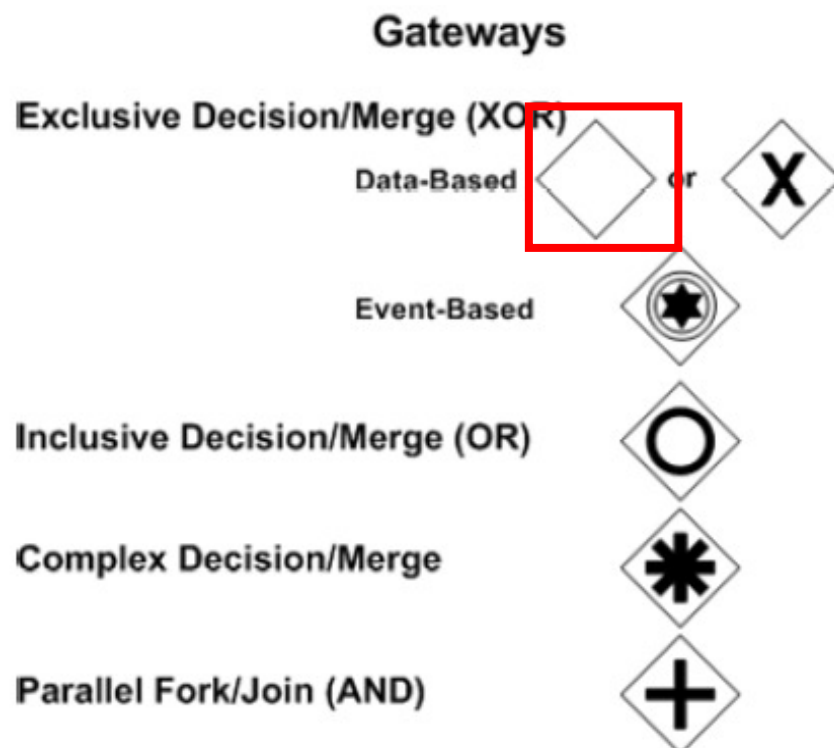 Gateways
Exclusive Decision/Merge (XOR)
Data-Based or X
Event-Based
Inclusive Decision/Merge (OR)
Complex Decision/Merge
Parallel Fork/Join (AND)